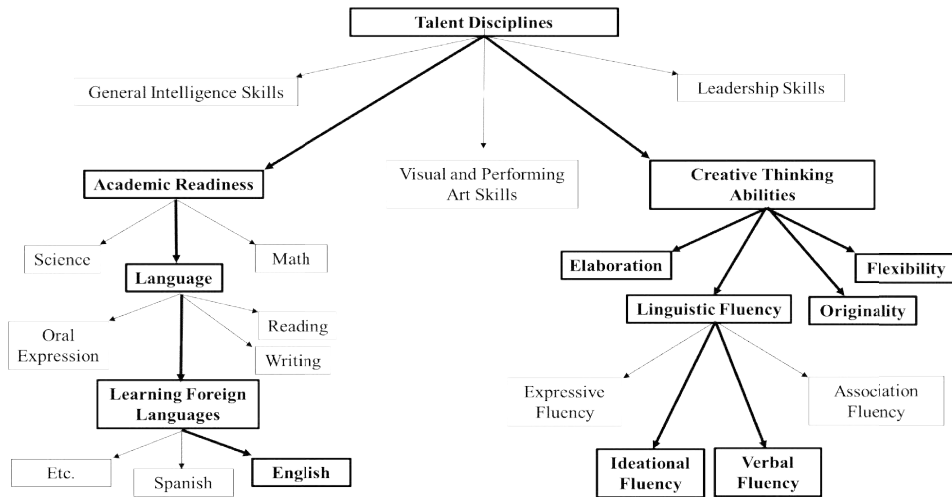 Talent Disciplines
General Intelligence Skills
Leadership Skills
Academic Readiness
Visual and Performing
Art Skills
Creative Thinking
Abilities
Science
Math
Language
Elaboration
Flexibility
Linguistic Fluency
Originality
Oral
Expression
Reading
Writing
Learning Foreign
Languages
Expressive
Fluency
Association
Fluency
Etc.
Spanish
English
Ideational
Fluency
Verbal
Fluency